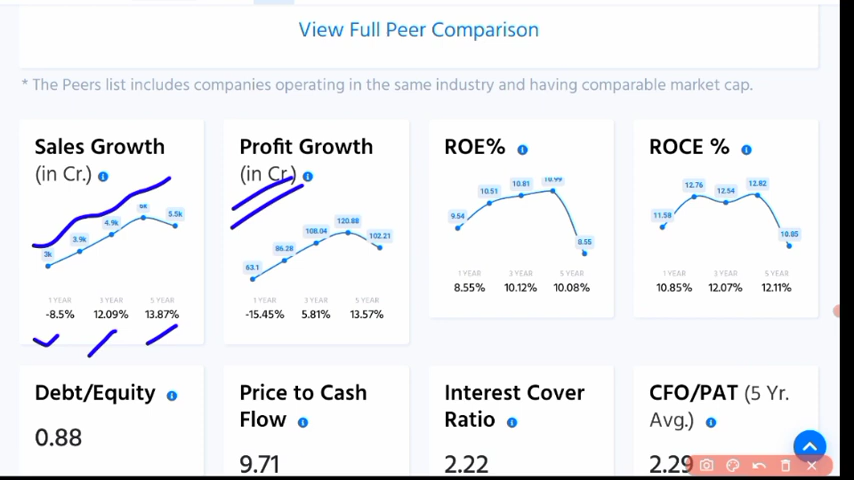 View Full Peer Comparison
* The Peers list includes companies operating in the same industry and having comparable market cap.
Sales Growth
(in Cr.)
3k 3.9k 4.9k 6k 5.5k
1 YEAR 3 YEAR 5 YEAR
-8.5% 12.09% 13.87%
Profit Growth
(in Cr.)
63.1 86.28 108.04 120.88 102.21
1 YEAR 3 YEAR 5 YEAR
-15.45% 5.81% 13.57%
ROE%
9.54 10.51 10.81 10.99 8.55
1 YEAR 3 YEAR 5 YEAR
8.55% 10.12% 10.08%
ROCE %
11.58 12.76 12.54 12.82 10.85
1 YEAR 3 YEAR 5 YEAR
10.85% 12.07% 12.11%
Debt/Equity
0.88
Price to Cash
Flow
9.71
Interest Cover
Ratio
2.22
CFO/PAT (5 Yr.
Avg.)
2.29